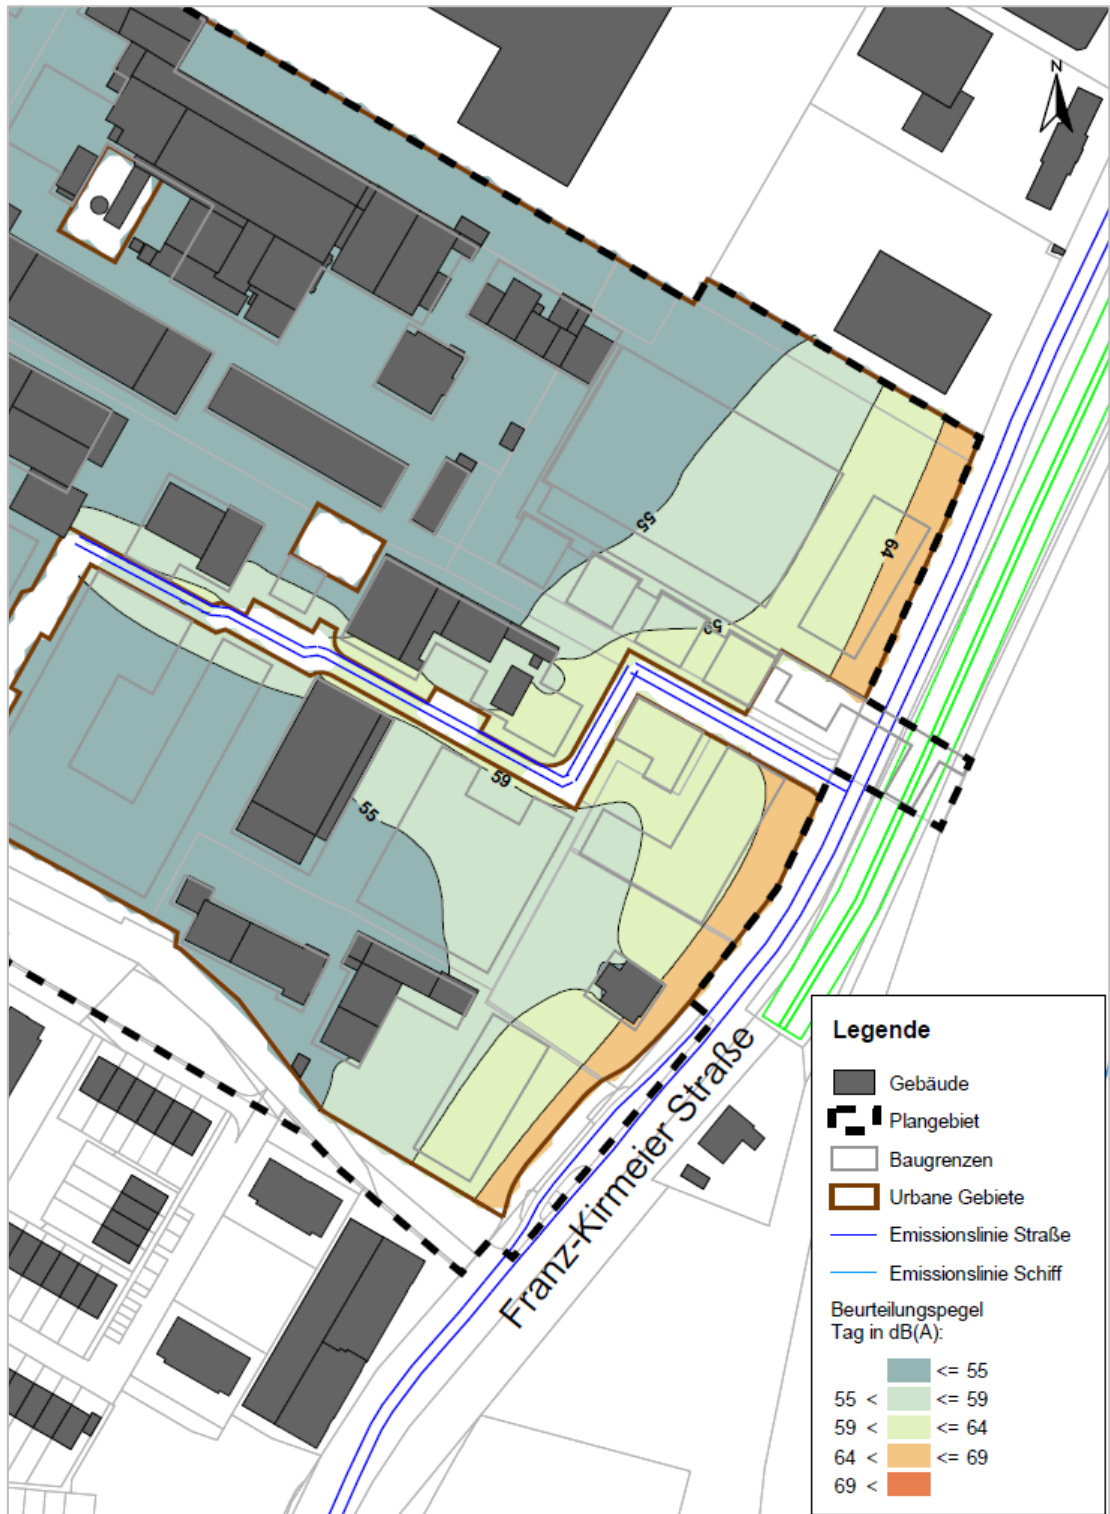 N
55
64
59
59
55
Franz-Kirmeier Straße
Legende
Gebäude
Plangebiet
Baugrenzen
Urbane Gebiete
Emissionslinie Straße
Emissionslinie Schiff
Beurteilungspegel
Tag in dB(A):
<= 55
55 < <= 59
59 < <= 64
64 < <= 69
69 <